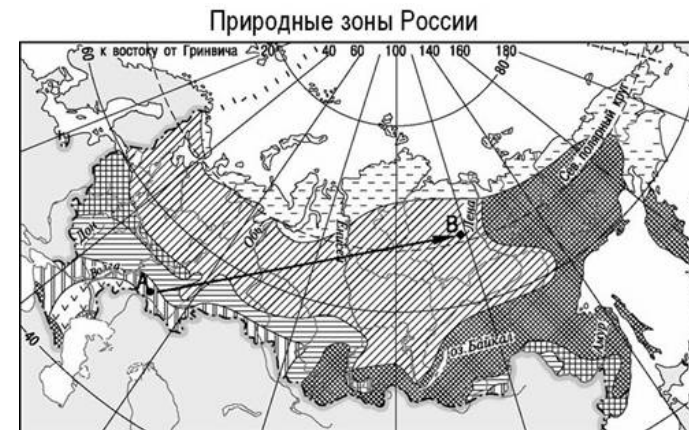 Природные зоны России
60 к востоку от Гринвича 20° 40 60 100 140 160 180
80
Сев. полярный круг
Лена
B
Обь
Енисей
Дон
Волга
A
оз. Байкал
Амур
40